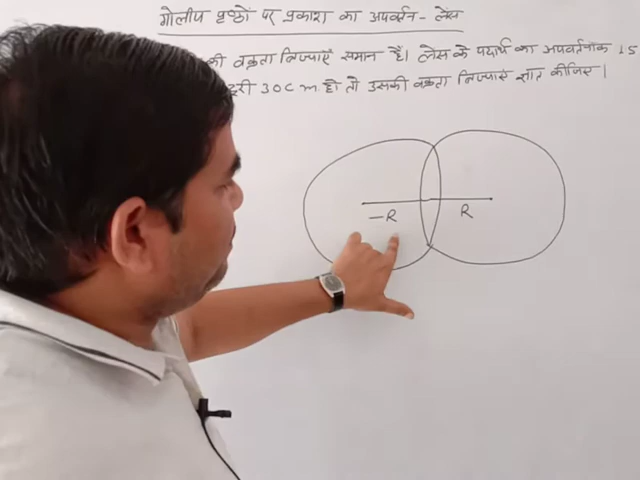 गोलीय पृष्ठों पर प्रकाश का अपवर्तन - लेंस
की वक्रता त्रिज्याएँ समान हैं। लेंस के पदार्थ का अपवर्तनांक 1.5
दूरी 30 cm हो तो उसकी वक्रता त्रिज्याएं ज्ञात कीजिए।
-R R